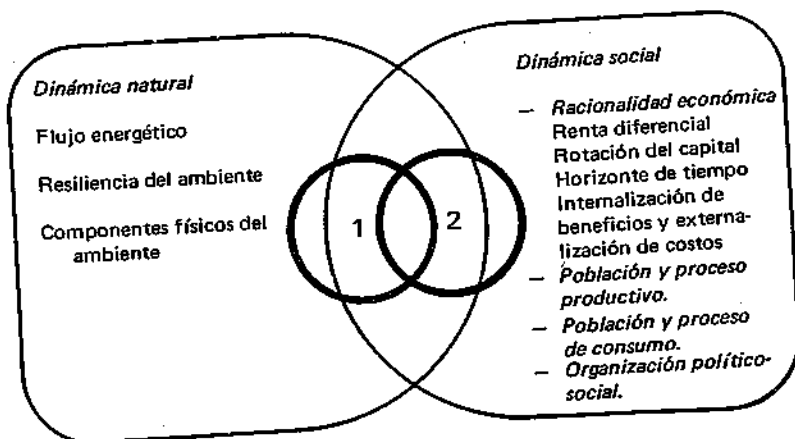 Dinámica natural
Flujo energético
Resiliencia del ambiente
Componentes físicos del
ambiente
1
2
Dinámica social
— Racionalidad económica
Renta diferencial
Rotación del capital
Horizonte de tiempo
Internalización de
beneficios y externa-
lización de costos
— Población y proceso
productivo.
— Población y proceso
de consumo.
— Organización político-
social.